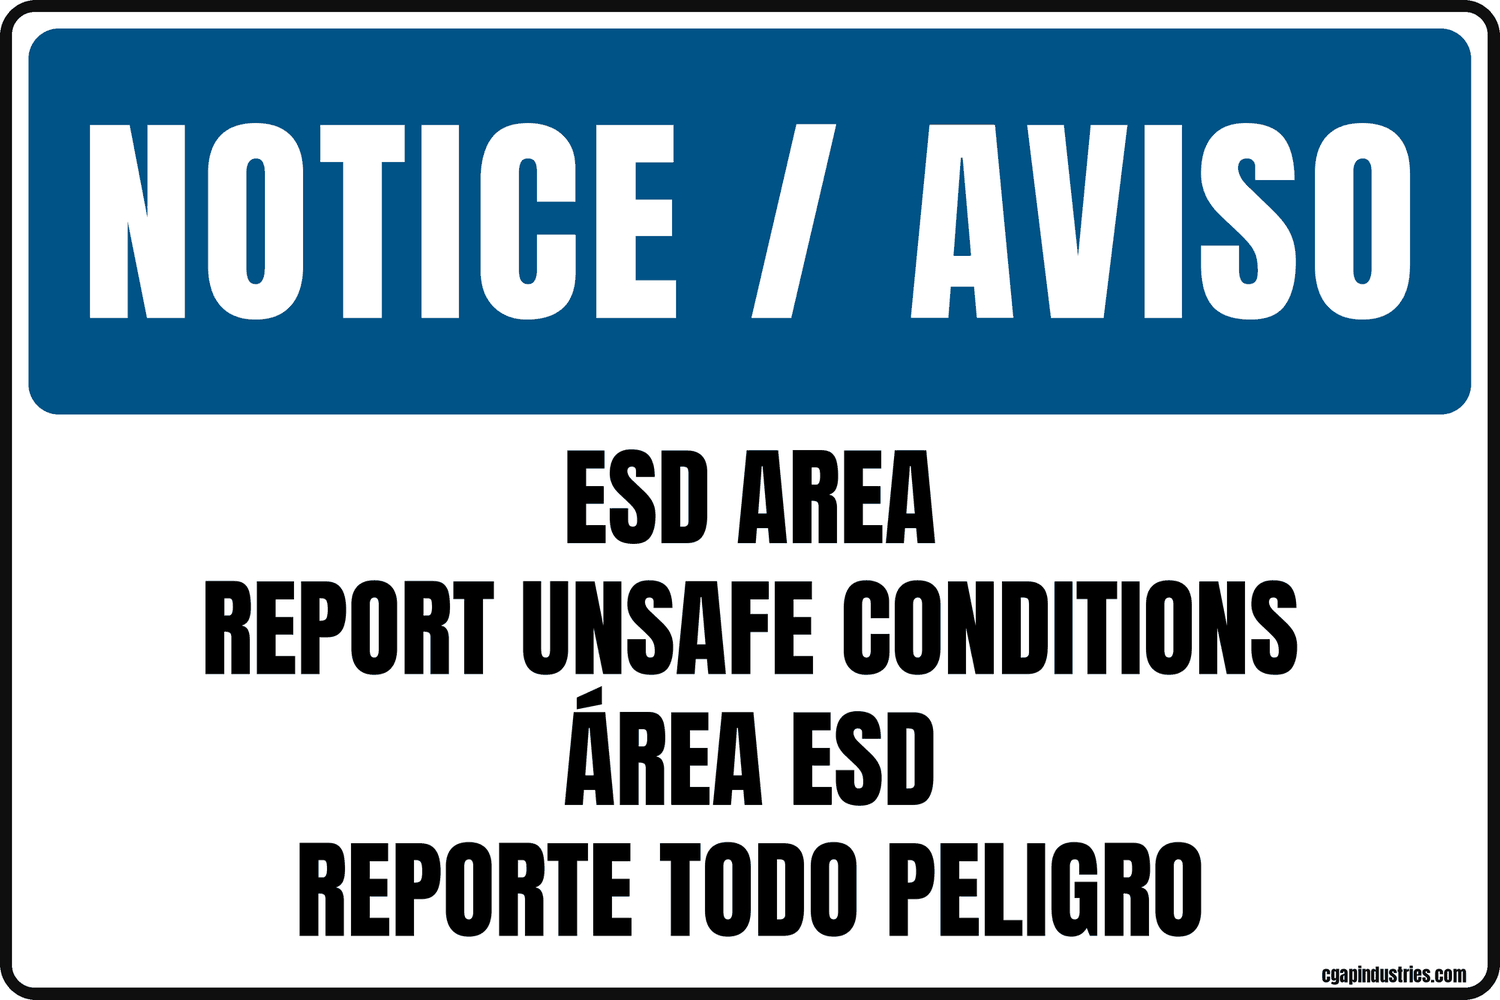 NOTICE / AVISO
ESD AREA
REPORT UNSAFE CONDITIONS
ÁREA ESD
REPORTE TODO PELIGRO
cgapindustries.com